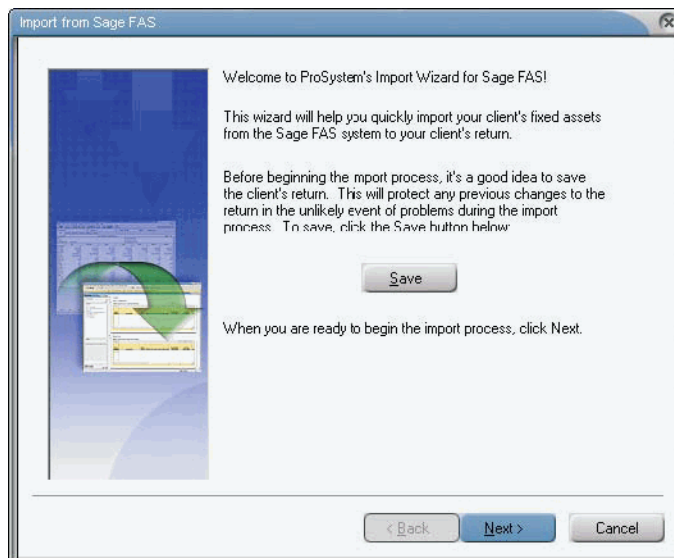 Import from Sage FAS
Welcome to ProSystem's Import Wizard for Sage FAS!
This wizard will help you quickly import your client's fixed assets
from the Sage FAS system to your client's return.
Before beginning the mport process, it's a good idea to save
the client's return. This will protect any previous changes to the
return in the unlikely event of problems during the import
process. To save, click the Save button below:
Save
When you are ready to begin the import process, click Next.
< Back
Next >
Cancel